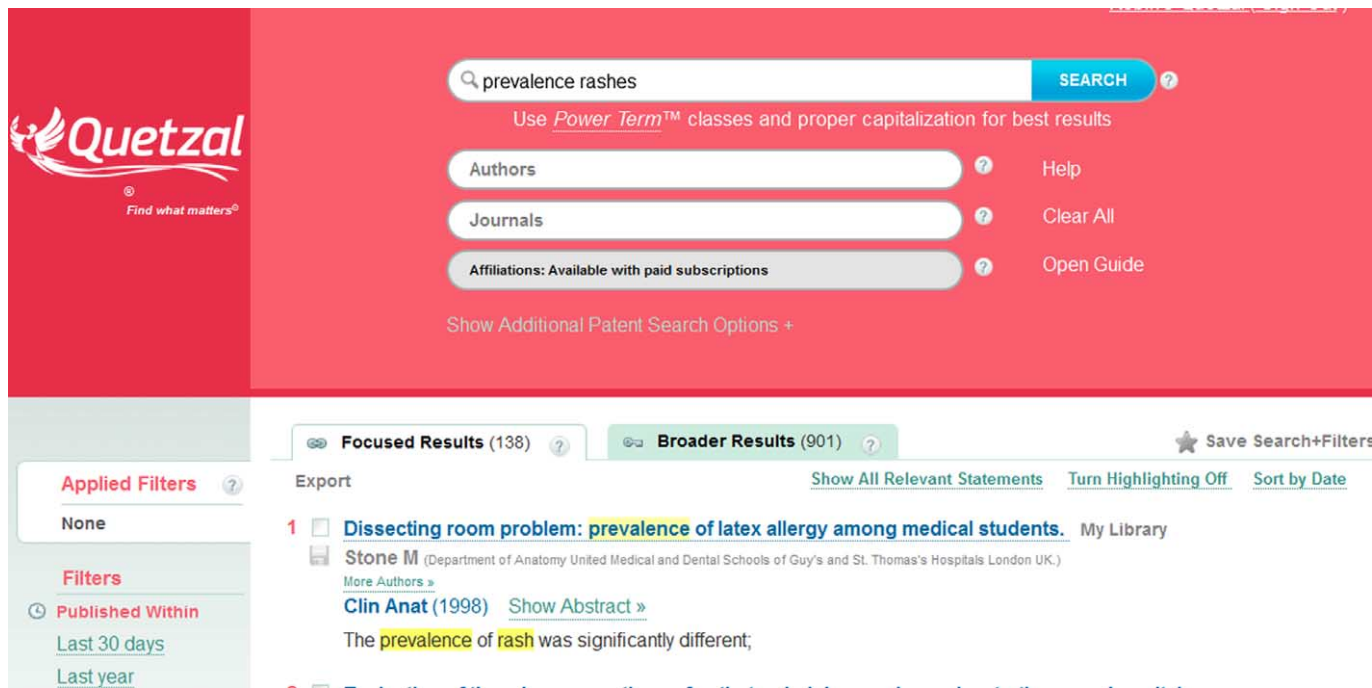 prevalence rashes
SEARCH
?
Use Power Term™ classes and proper capitalization for best results
Quetzal
®
Find what matters®
Authors
?
Help
Journals
?
Clear All
Affiliations: Available with paid subscriptions
?
Open Guide
Show Additional Patent Search Options +
Focused Results (138) ?
Broader Results (901) ?
Save Search+Filters
Applied Filters ?
None
Export
Show All Relevant Statements
Turn Highlighting Off
Sort by Date
1 Dissecting room problem: prevalence of latex allergy among medical students. My Library
Stone M (Department of Anatomy United Medical and Dental Schools of Guy's and St. Thomas's Hospitals London UK.)
More Authors »
Clin Anat (1998) Show Abstract »
The prevalence of rash was significantly different;
Filters
Published Within
Last 30 days
Last year